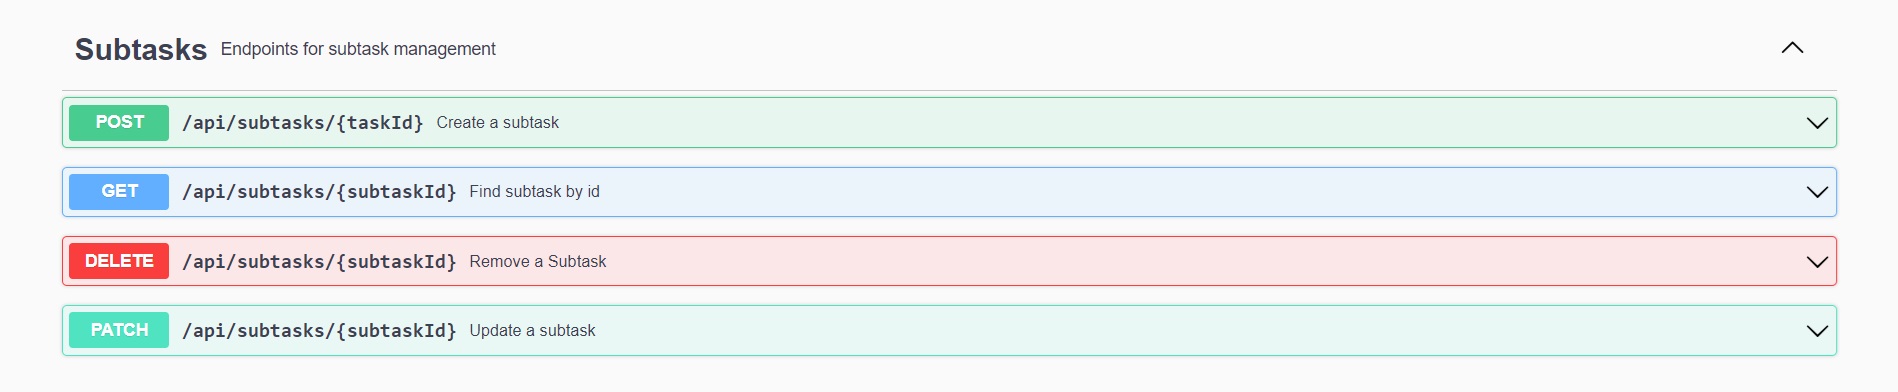 Subtasks Endpoints for subtask management
POST /api/subtasks/{taskId} Create a subtask
GET /api/subtasks/{subtaskId} Find subtask by id
DELETE /api/subtasks/{subtaskId} Remove a Subtask
PATCH /api/subtasks/{subtaskId} Update a subtask